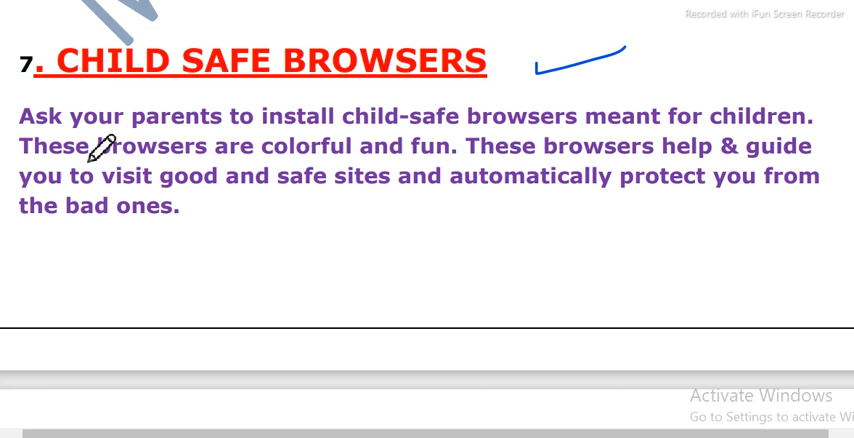 Recorded with iFun Screen Recorder
7. CHILD SAFE BROWSERS
Ask your parents to install child-safe browsers meant for children.
These browsers are colorful and fun. These browsers help & guide
you to visit good and safe sites and automatically protect you from
the bad ones.
Activate Windows
Go to Settings to activate Wi